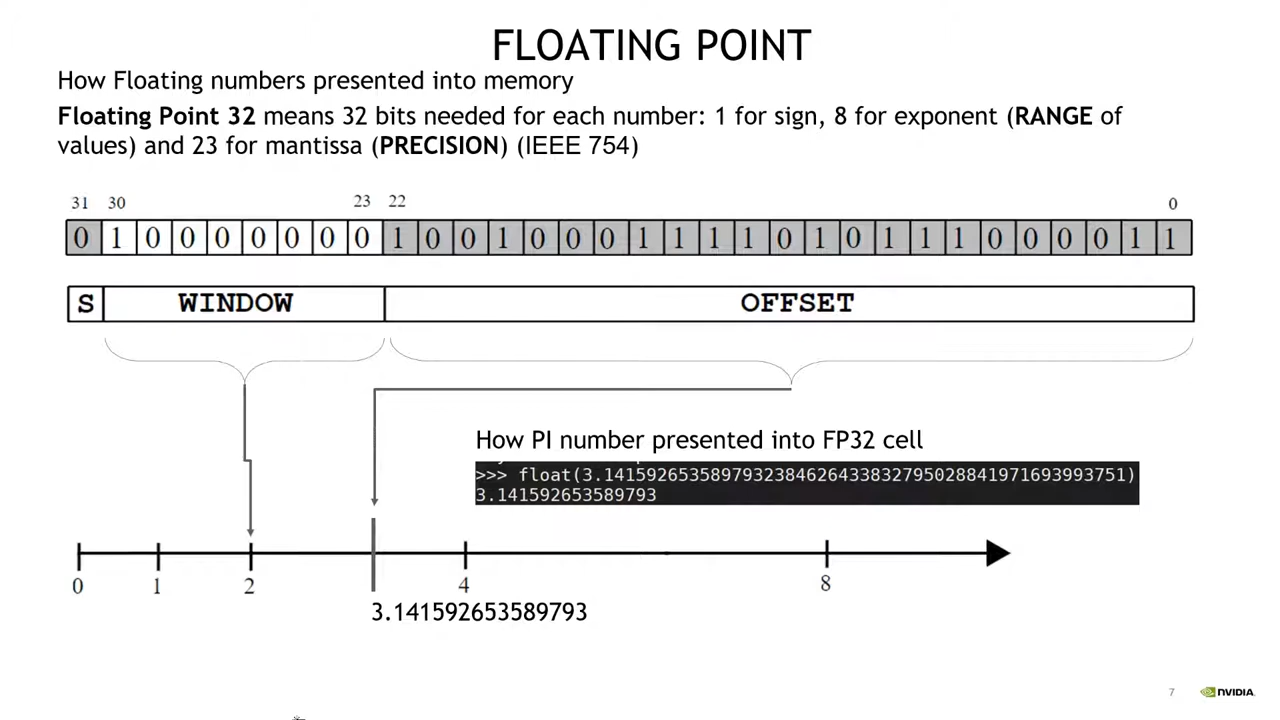 FLOATING POINT
How Floating numbers presented into memory
Floating Point 32 means 32 bits needed for each number: 1 for sign, 8 for exponent (RANGE of
values) and 23 for mantissa (PRECISION) (IEEE 754)
31 30 23 22 0
0 1 0 0 0 0 0 0 0 1 0 0 1 0 0 0 1 1 1 1 0 1 0 1 1 1 0 0 0 0 1 1
S WINDOW OFFSET
How PI number presented into FP32 cell
>>> float(3.14159265358979323846264338327950288419716939937​51)
3.141592653589793
0 1 2 4 8
3.141592653589793
7 NVIDIA.